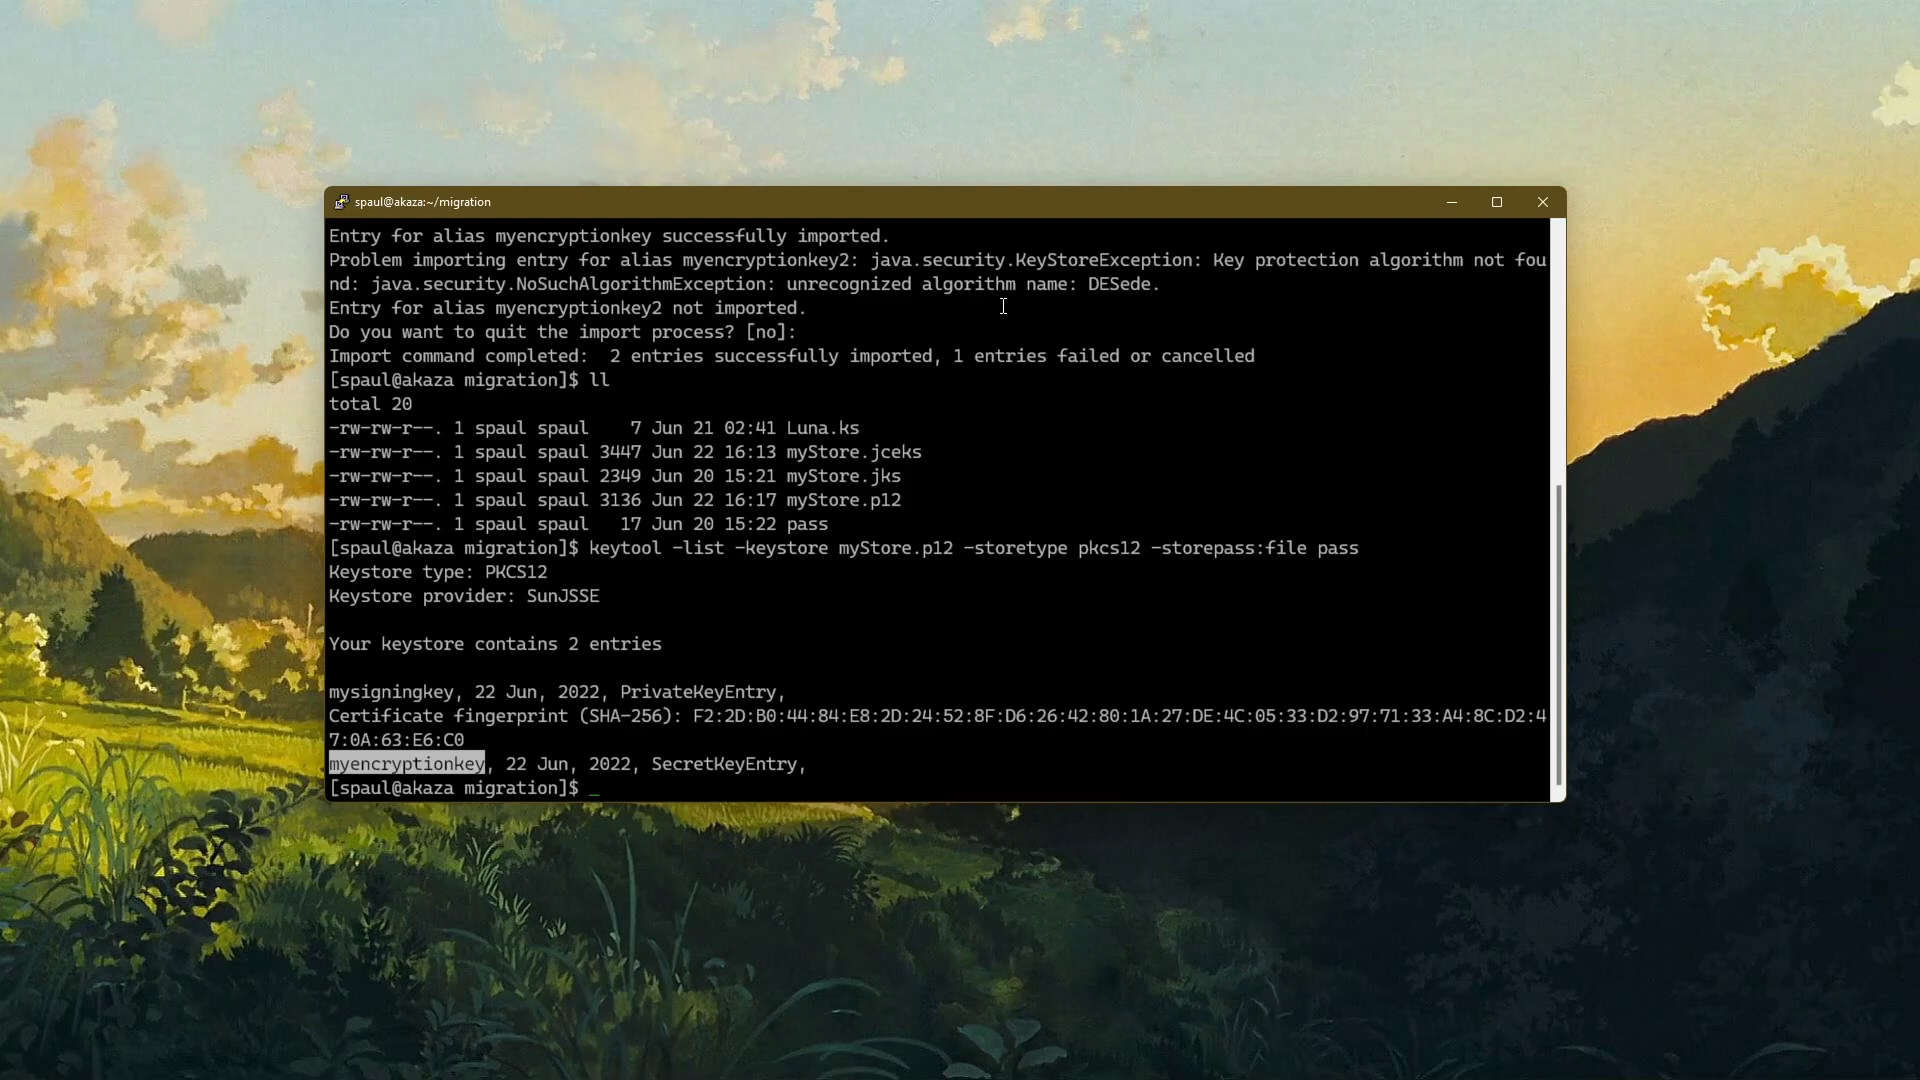 spaul@akaza:~/migration
Entry for alias myencryptionkey successfully imported.
Problem importing entry for alias myencryptionkey2: java.security.KeyStoreException: Key protection algorithm not fou
nd: java.security.NoSuchAlgorithmException: unrecognized algorithm name: DESede.
Entry for alias myencryptionkey2 not imported.
Do you want to quit the import process? [no]:
Import command completed:  2 entries successfully imported, 1 entries failed or cancelled
[spaul@akaza migration]$ ll
total 20
-rw-rw-r--. 1 spaul spaul    7 Jun 21 02:41 Luna.ks
-rw-rw-r--. 1 spaul spaul 3447 Jun 22 16:13 myStore.jceks
-rw-rw-r--. 1 spaul spaul 2349 Jun 20 15:21 myStore.jks
-rw-rw-r--. 1 spaul spaul 3136 Jun 22 16:17 myStore.p12
-rw-rw-r--. 1 spaul spaul   17 Jun 20 15:22 pass
[spaul@akaza migration]$ keytool -list -keystore myStore.p12 -storetype pkcs12 -storepass:file pass
Keystore type: PKCS12
Keystore provider: SunJSSE
Your keystore contains 2 entries
mysigningkey, 22 Jun, 2022, PrivateKeyEntry,
Certificate fingerprint (SHA-256): F2:2D:B0:44:84:E8:2D:24:52:8F:D6:26:42:80:1A:27:DE:4C:05:33:D2:97:71:33:A4:8C:D2:4
7:0A:63:E6:C0
myencryptionkey, 22 Jun, 2022, SecretKeyEntry,
[spaul@akaza migration]$ _